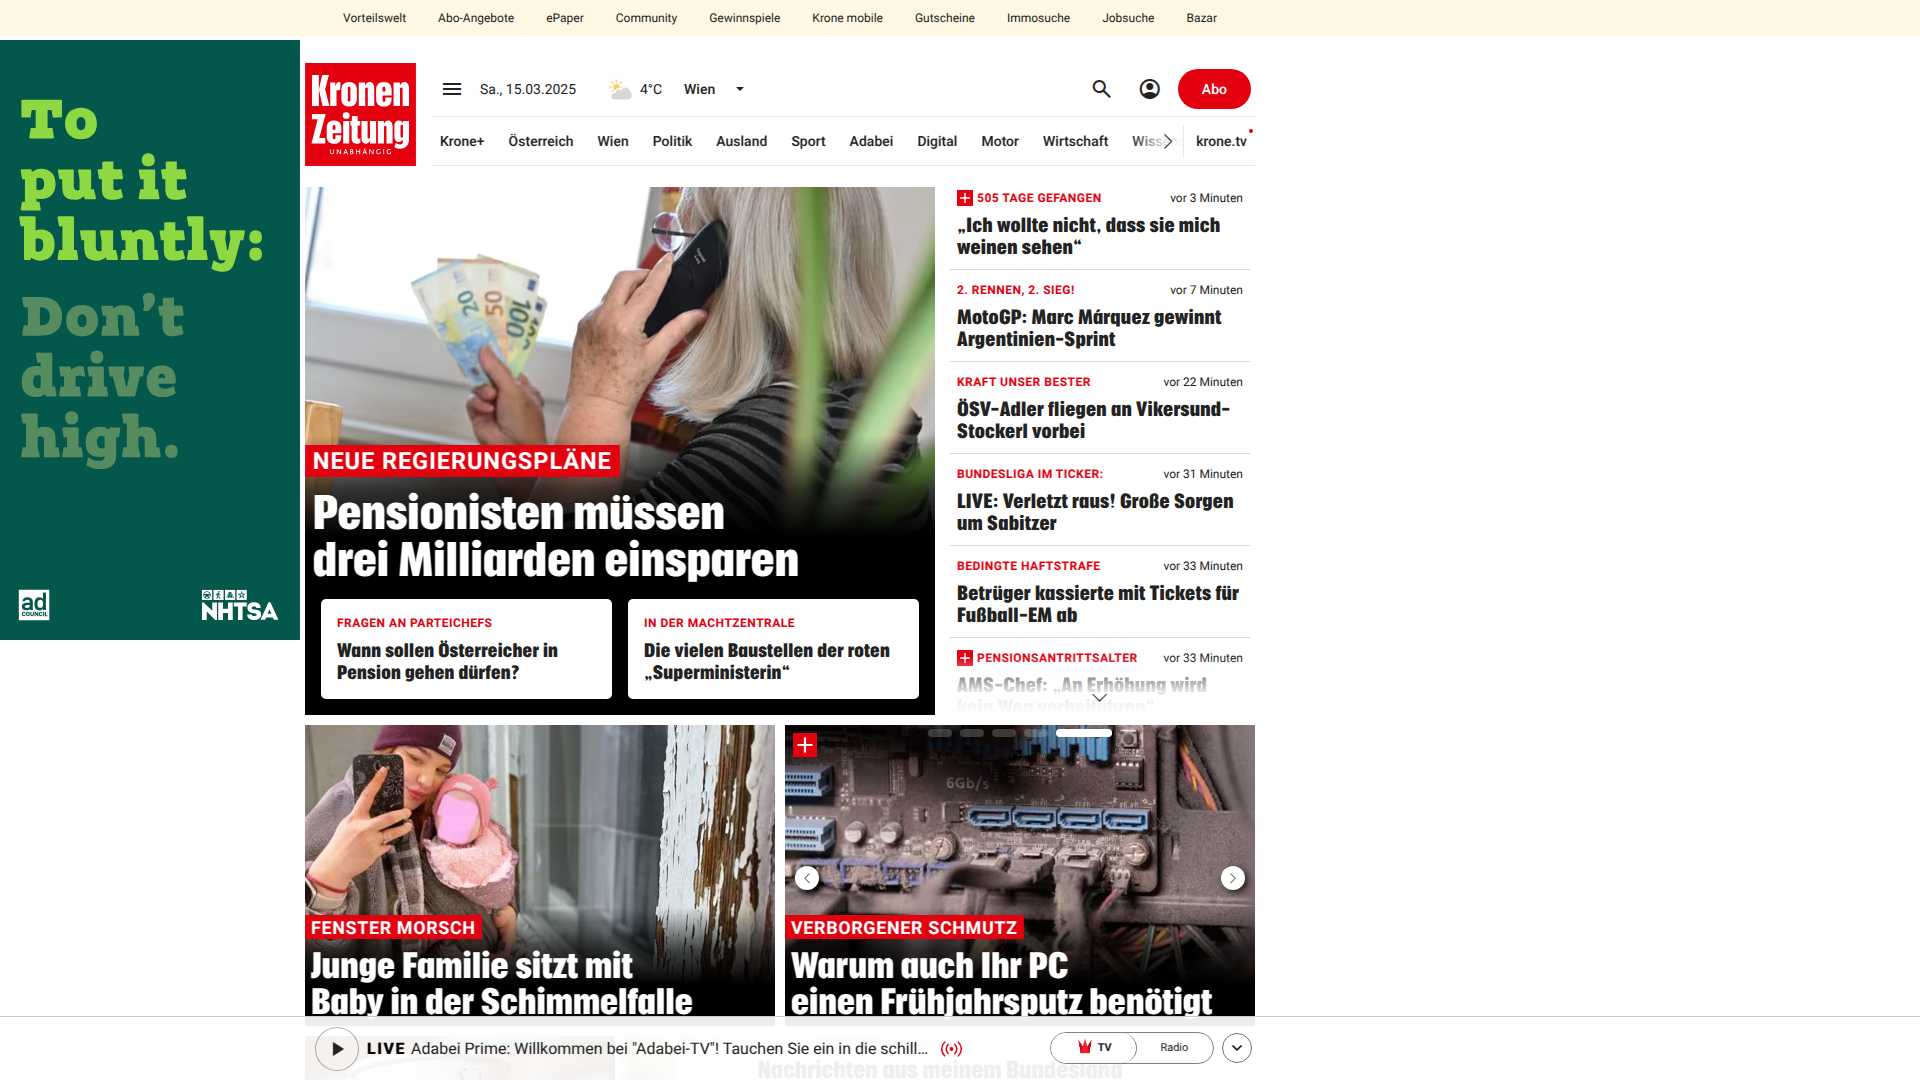 Vorteilswelt Abo-Angebote ePaper Community Gewinnspiele Krone mobile Gutscheine Immosuche Jobsuche Bazar
To
put it
bluntly:
Don't
drive
high.
ad
COUNCIL
NHTSA
Kronen
Zeitung
UNABHÄNGIG
Sa., 15.03.2025 4°C Wien
Abo
Krone+ Österreich Wien Politik Ausland Sport Adabei Digital Motor Wirtschaft krone.tv
20 50 100
NEUE REGIERUNGSPLÄNE
Pensionisten müssen
drei Milliarden einsparen
FRAGEN AN PARTEICHEFS
Wann sollen Österreicher in
Pension gehen dürfen?
IN DER MACHTZENTRALE
Die vielen Baustellen der roten
„Superministerin“
505 TAGE GEFANGEN vor 3 Minuten
„Ich wollte nicht, dass sie mich
weinen sehen“
2. RENNEN, 2. SIEG! vor 7 Minuten
MotoGP: Marc Márquez gewinnt
Argentinien-Sprint
KRAFT UNSER BESTER vor 22 Minuten
ÖSV-Adler fliegen an Vikersund-
Stockerl vorbei
BUNDESLIGA IM TICKER: vor 31 Minuten
LIVE: Verletzt raus! Große Sorgen
um Sabitzer
BEDINGTE HAFTSTRAFE vor 33 Minuten
Betrüger kassierte mit Tickets für
Fußball-EM ab
PENSIONSANTRITTSALTER vor 33 Minuten
AMS-Chef: „An Erhöhung wird
kein Weg vorbeiführen“
FENSTER MORSCH
Junge Familie sitzt mit
Baby in der Schimmelfalle
6Gb/s
VERBORGENER SCHMUTZ
Warum auch Ihr PC
einen Frühjahrsputz benötigt
LIVE Adabei Prime: Willkommen bei "Adabei-TV"! Tauchen Sie ein in die schill...
TV Radio
Nachrichten aus meinem Bundesland